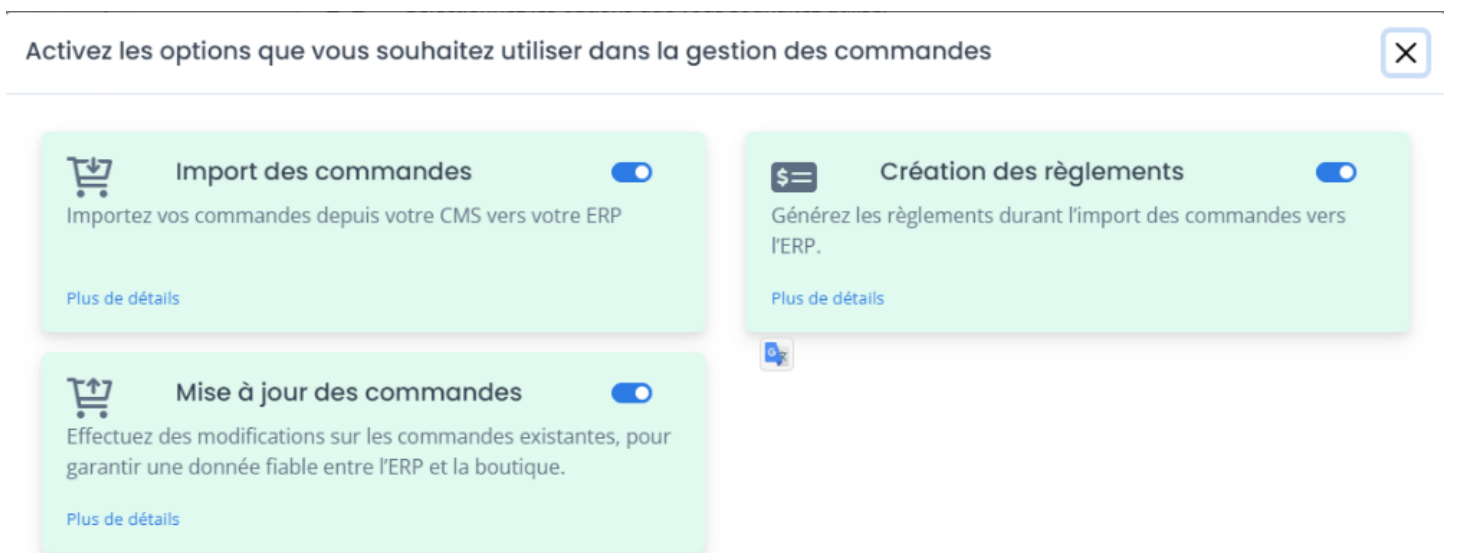 Activez les options que vous souhaitez utiliser dans la gestion des commandes
Import des commandes
Importez vos commandes depuis votre CMS vers votre ERP
Plus de détails
Création des règlements
Générez les règlements durant l’import des commandes vers
l’ERP.
Plus de détails
Mise à jour des commandes
Effectuez des modifications sur les commandes existantes, pour
garantir une donnée fiable entre l’ERP et la boutique.
Plus de détails